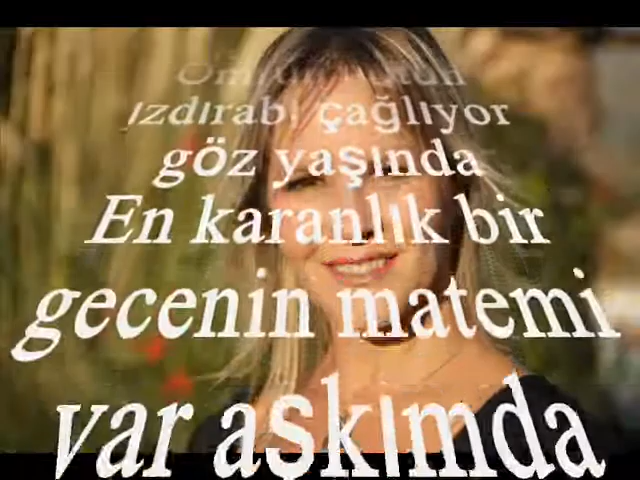 ızdırabı çağlıyor
göz yaşında
En karanlık bir
gecenin matemi
var aşkımda